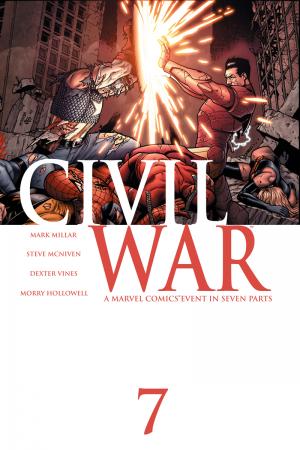 CIVIL
MARK MILLAR
WAR
STEVE MCNIVEN
DEXTER VINES
MORRY HOLLOWELL
A MARVEL COMICS EVENT IN SEVEN PARTS
7